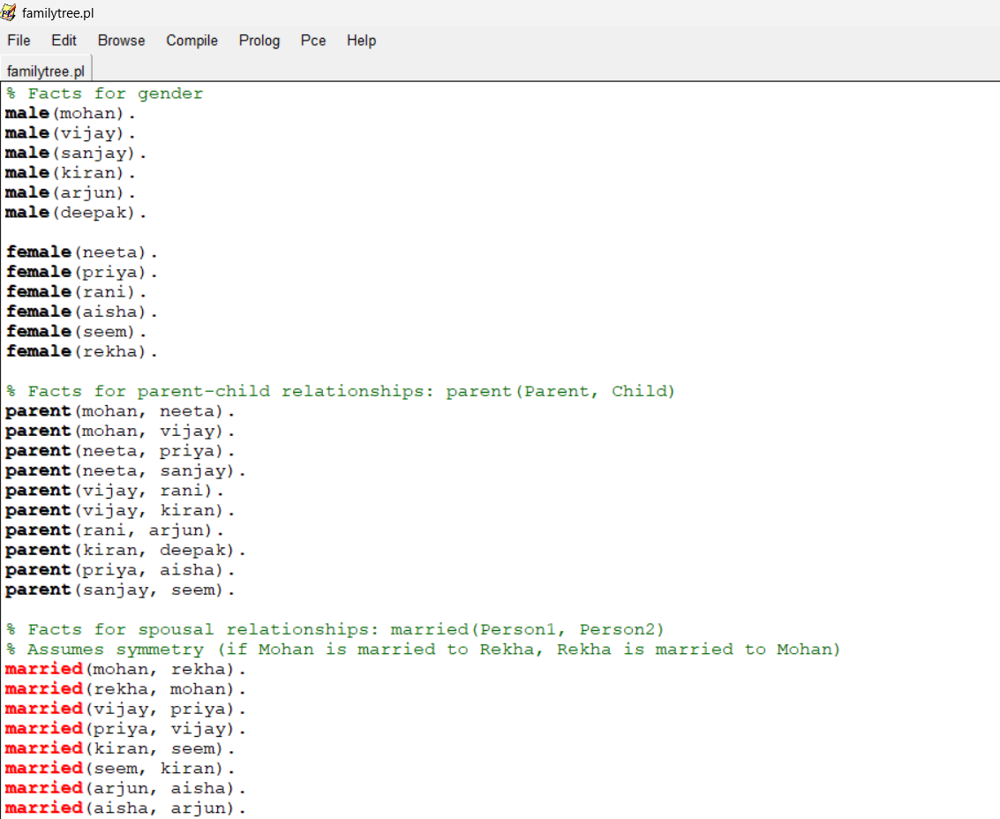 familytree.pl
File Edit Browse Compile Prolog Pce Help
familytree.pl
% Facts for gender
male(mohan).
male(vijay).
male(sanjay).
male(kiran).
male(arjun).
male(deepak).
female(neeta).
female(priya).
female(rani).
female(aisha).
female(seem).
female(rekha).
% Facts for parent-child relationships: parent(Parent, Child)
parent(mohan, neeta).
parent(mohan, vijay).
parent(neeta, priya).
parent(neeta, sanjay).
parent(vijay, rani).
parent(vijay, kiran).
parent(rani, arjun).
parent(kiran, deepak).
parent(priya, aisha).
parent(sanjay, seem).
% Facts for spousal relationships: married(Person1, Person2)
% Assumes symmetry (if Mohan is married to Rekha, Rekha is married to Mohan)
married(mohan, rekha).
married(rekha, mohan).
married(vijay, priya).
married(priya, vijay).
married(kiran, seem).
married(seem, kiran).
married(arjun, aisha).
married(aisha, arjun).